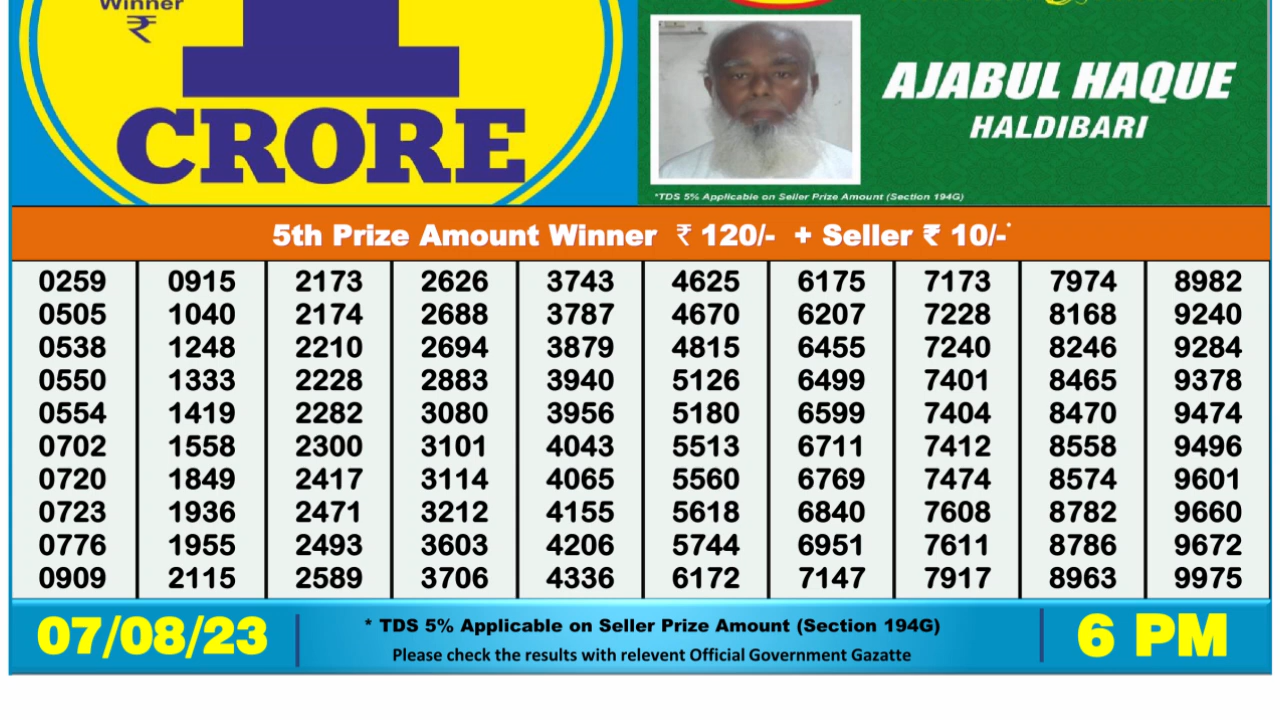 Winner
₹
1
CRORE
AJABUL HAQUE
HALDIBARI
*TDS 5% Applicable on Seller Prize Amount (Section 194G)
5th Prize Amount Winner ₹ 120/- + Seller ₹ 10/-*
0259 0915 2173 2626 3743 4625 6175 7173 7974 8982
0505 1040 2174 2688 3787 4670 6207 7228 8168 9240
0538 1248 2210 2694 3879 4815 6455 7240 8246 9284
0550 1333 2228 2883 3940 5126 6499 7401 8465 9378
0554 1419 2282 3080 3956 5180 6599 7404 8470 9474
0702 1558 2300 3101 4043 5513 6711 7412 8558 9496
0720 1849 2417 3114 4065 5560 6769 7474 8574 9601
0723 1936 2471 3212 4155 5618 6840 7608 8782 9660
0776 1955 2493 3603 4206 5744 6951 7611 8786 9672
0909 2115 2589 3706 4336 6172 7147 7917 8963 9975
07/08/23
* TDS 5% Applicable on Seller Prize Amount (Section 194G)
Please check the results with relevent Official Government Gazatte
6 PM